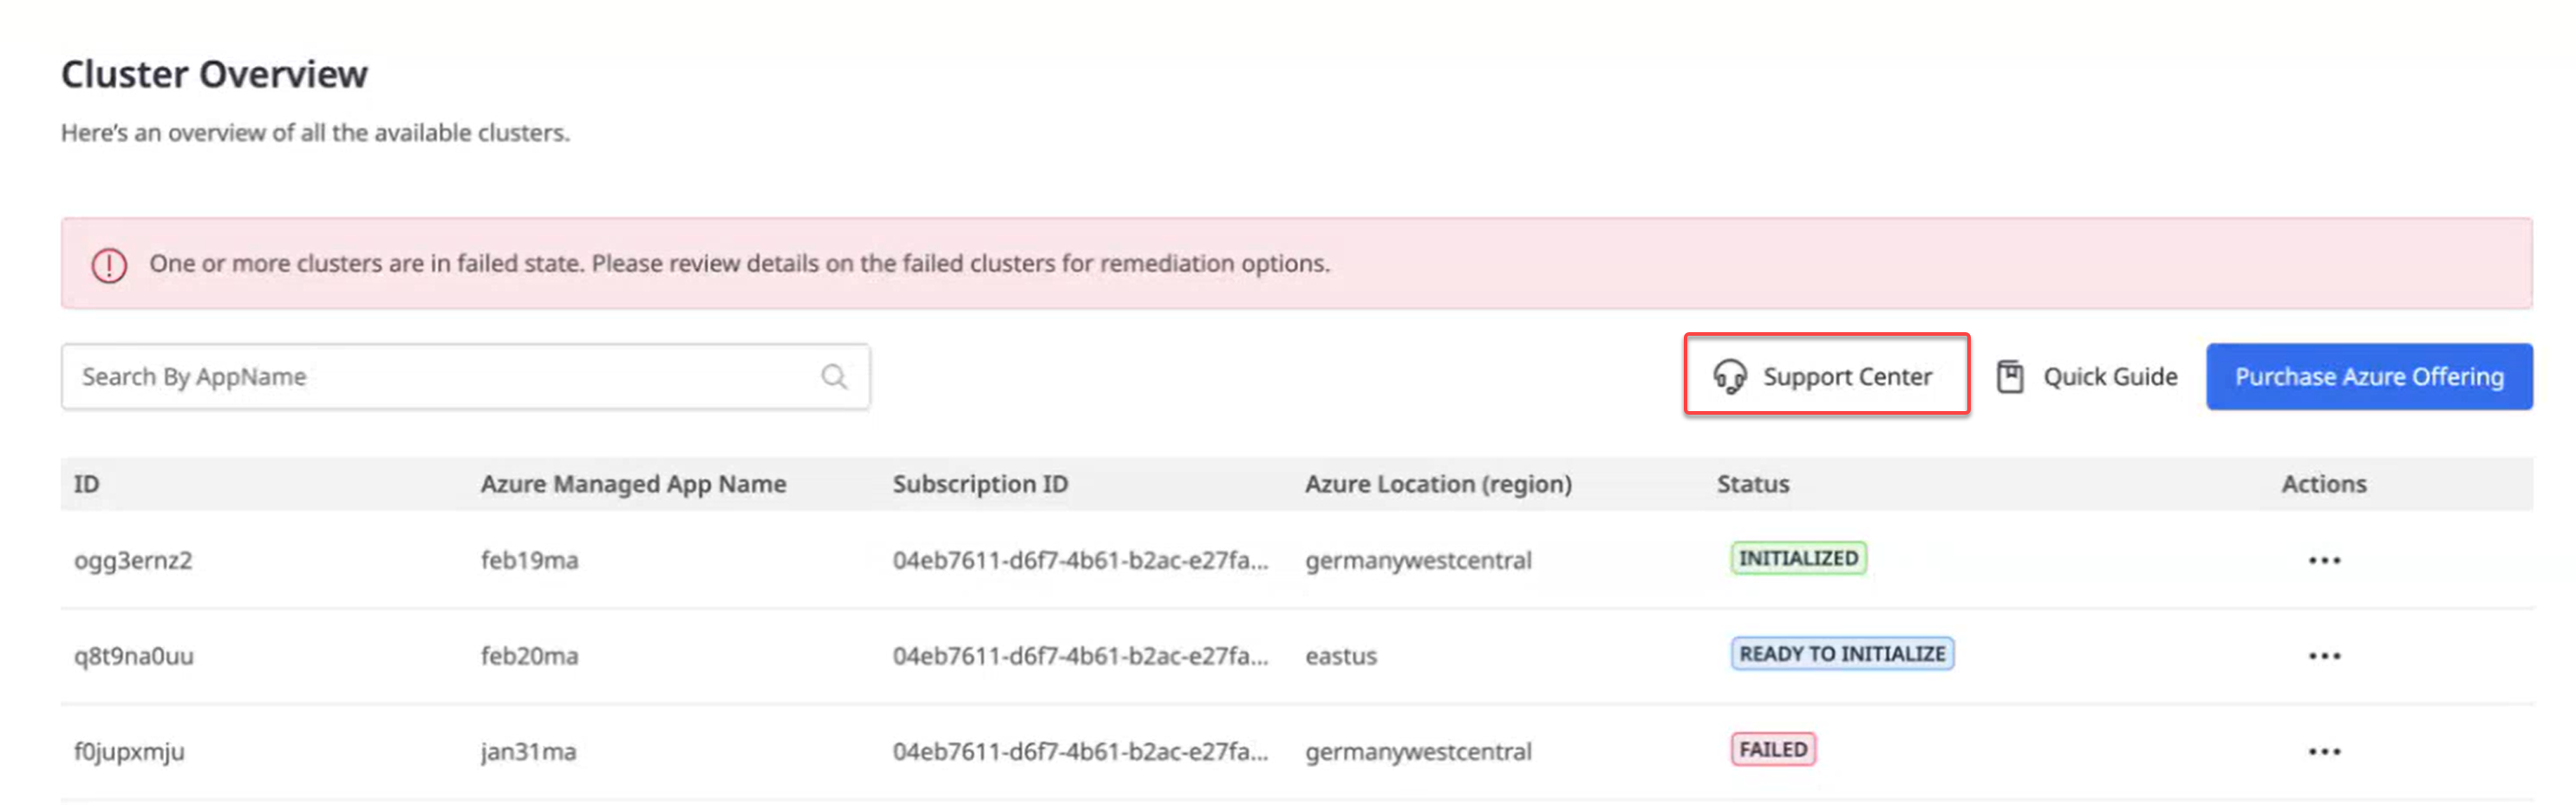 Cluster Overview
Here's an overview of all the available clusters.
One or more clusters are in failed state. Please review details on the failed clusters for remediation options.
Search By AppName Support Center Quick Guide Purchase Azure Offering
ID Azure Managed App Name Subscription ID Azure Location (region) Status Actions
ogg3ernz2 feb19ma 04eb7611-d6f7-4b61-b2ac-e27fa... germanywestcentral INITIALIZED ...
q8t9na0uu feb20ma 04eb7611-d6f7-4b61-b2ac-e27fa... eastus READY TO INITIALIZE ...
f0jupxmju jan31ma 04eb7611-d6f7-4b61-b2ac-e27fa... germanywestcentral FAILED ...